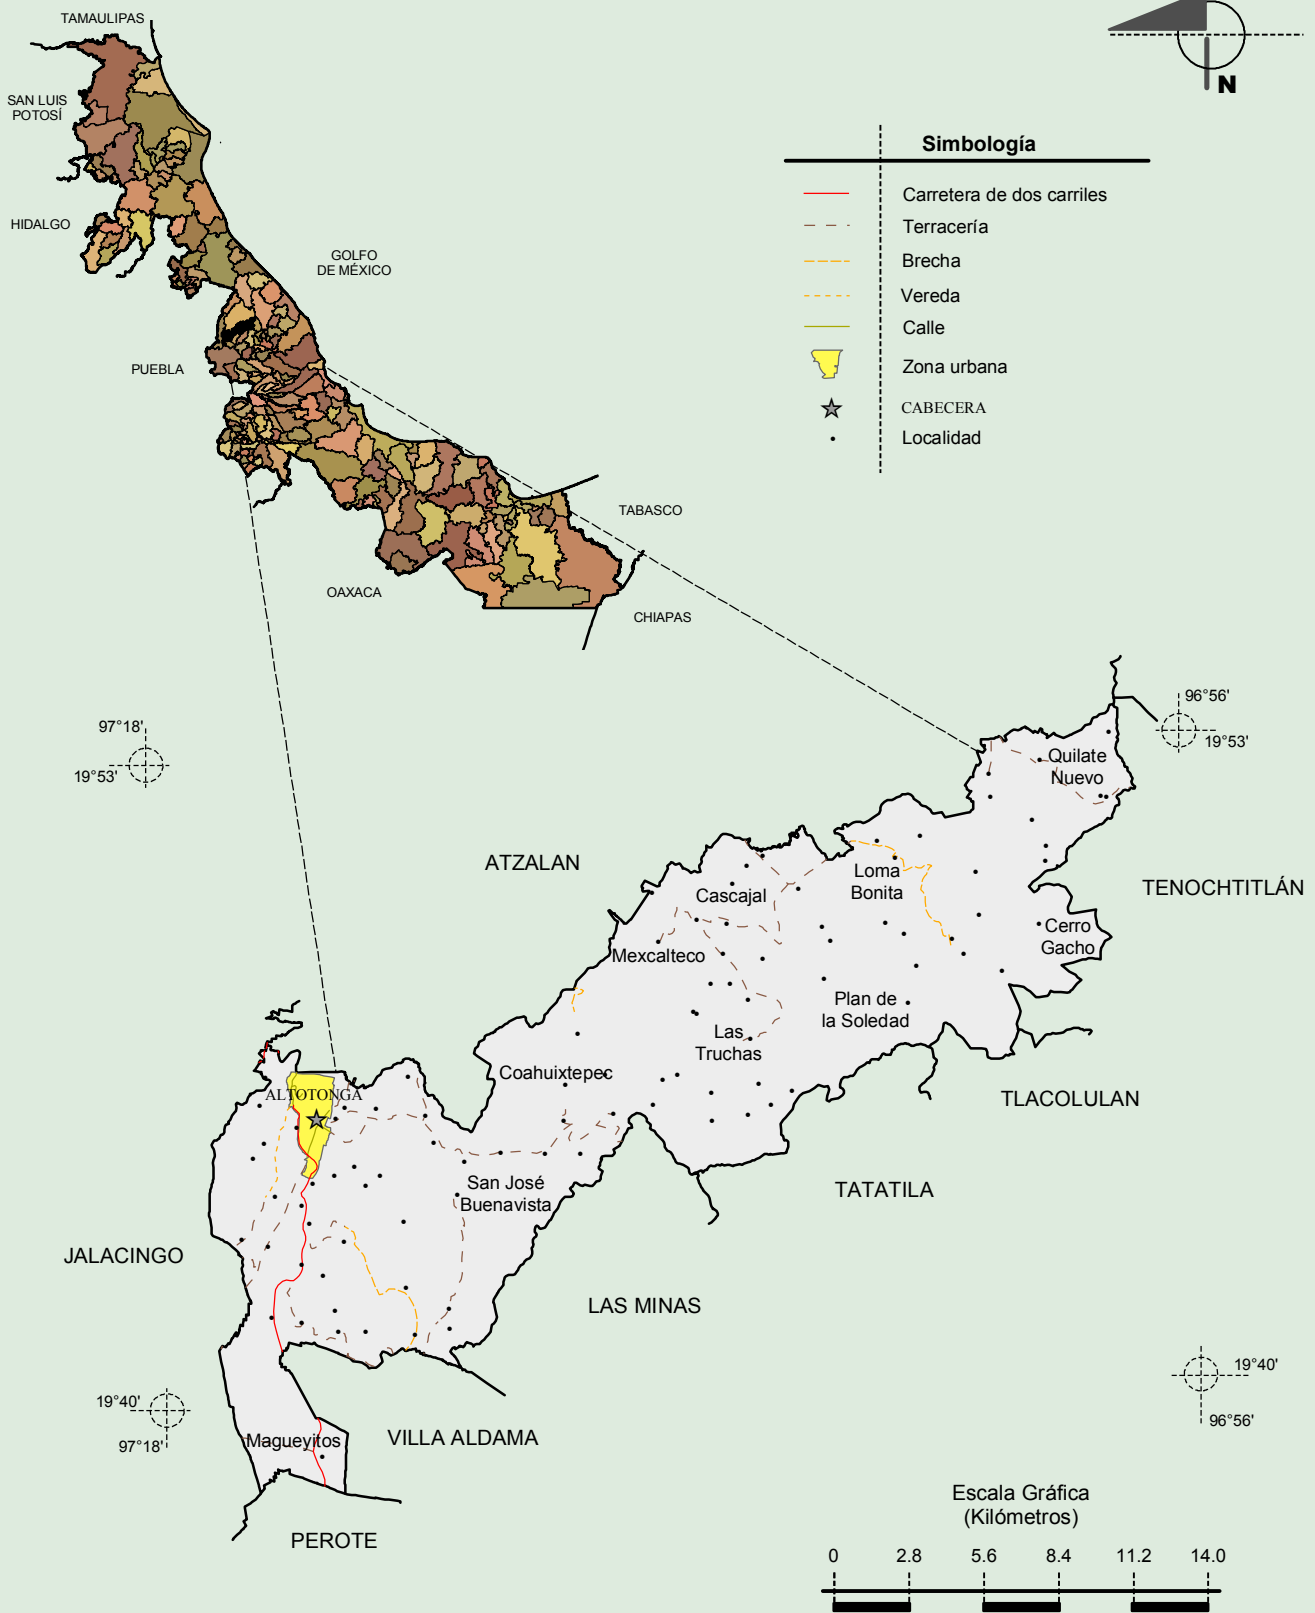 TAMAULIPAS
SAN LUIS
POTOSÍ
HIDALGO
GOLFO
DE MÉXICO
PUEBLA
TABASCO
OAXACA
CHIAPAS
N
Simbología
Carretera de dos carriles
Terracería
Brecha
Vereda
Calle
Zona urbana
CABECERA
Localidad
97°18'
19°53'
96°56'
19°53'
Quilate
Nuevo
ATZALAN
Loma
Bonita
Cascajal
TENOCHTITLÁN
Cerro
Gacho
Mexcalteco
Plan de
la Soledad
Las
Truchas
Coahuixtepec
ALTOTONGA
TLACOLULAN
San José
Buenavista
TATATILA
JALACINGO
LAS MINAS
19°40'
96°56'
19°40'
97°18'
Magueyitos
VILLA ALDAMA
PEROTE
Escala Gráfica
(Kilómetros)
0 2.8 5.6 8.4 11.2 14.0